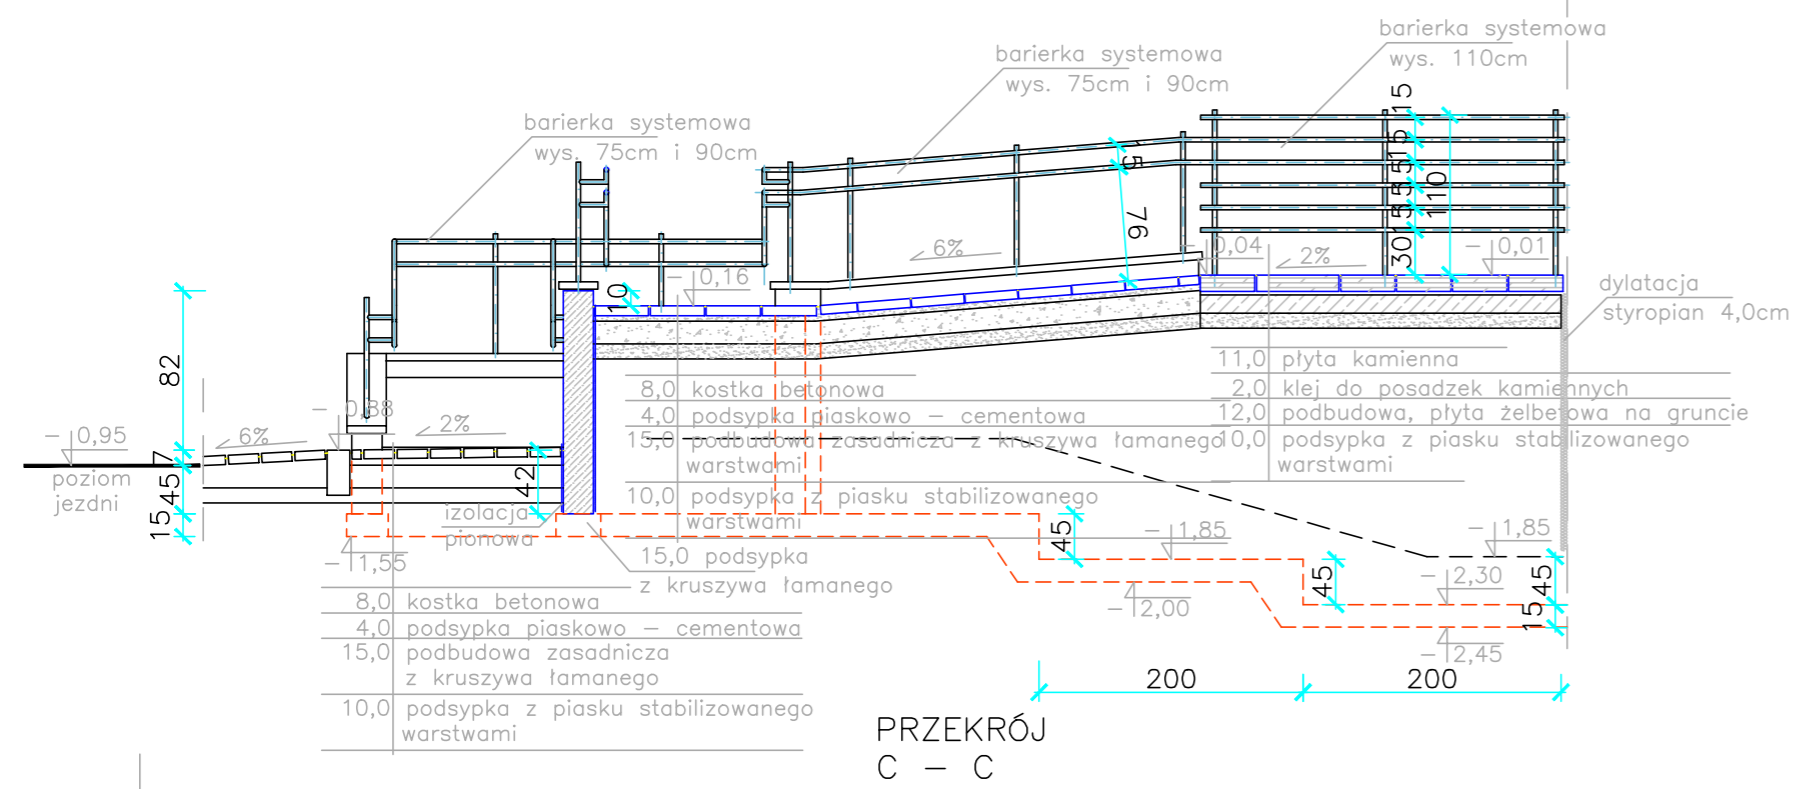 barierka systemowa
wys. 110cm
barierka systemowa
wys. 75cm i 90cm
barierka systemowa
wys. 75cm i 90cm
15
15
15
15
15
30
110
15
76
6%
- 0,04
2%
- 0,01
- 0,16
10
dylatacja
styropian 4,0cm
82
- 0,88
6%
2%
- 0,95
poziom
jezdni
7
45
15
42
izolacja
pionowa
- 1,55
8,0 kostka betonowa
4,0 podsypka piaskowo – cementowa
15,0 podbudowa zasadnicza z kruszywa łamanego
warstwami
10,0 podsypka z piasku stabilizowanego
warstwami
11,0 płyta kamienna
2,0 klej do posadzek kamiennych
12,0 podbudowa, płyta żelbetowa na gruncie
10,0 podsypka z piasku stabilizowanego
warstwami
15,0 podsypka
z kruszywa łamanego
8,0 kostka betonowa
4,0 podsypka piaskowo – cementowa
15,0 podbudowa zasadnicza
z kruszywa łamanego
10,0 podsypka z piasku stabilizowanego
warstwami
45
- 1,85
- 2,00
45
- 1,85
- 2,30
45
15
- 2,45
200
200
PRZEKRÓJ
C – C